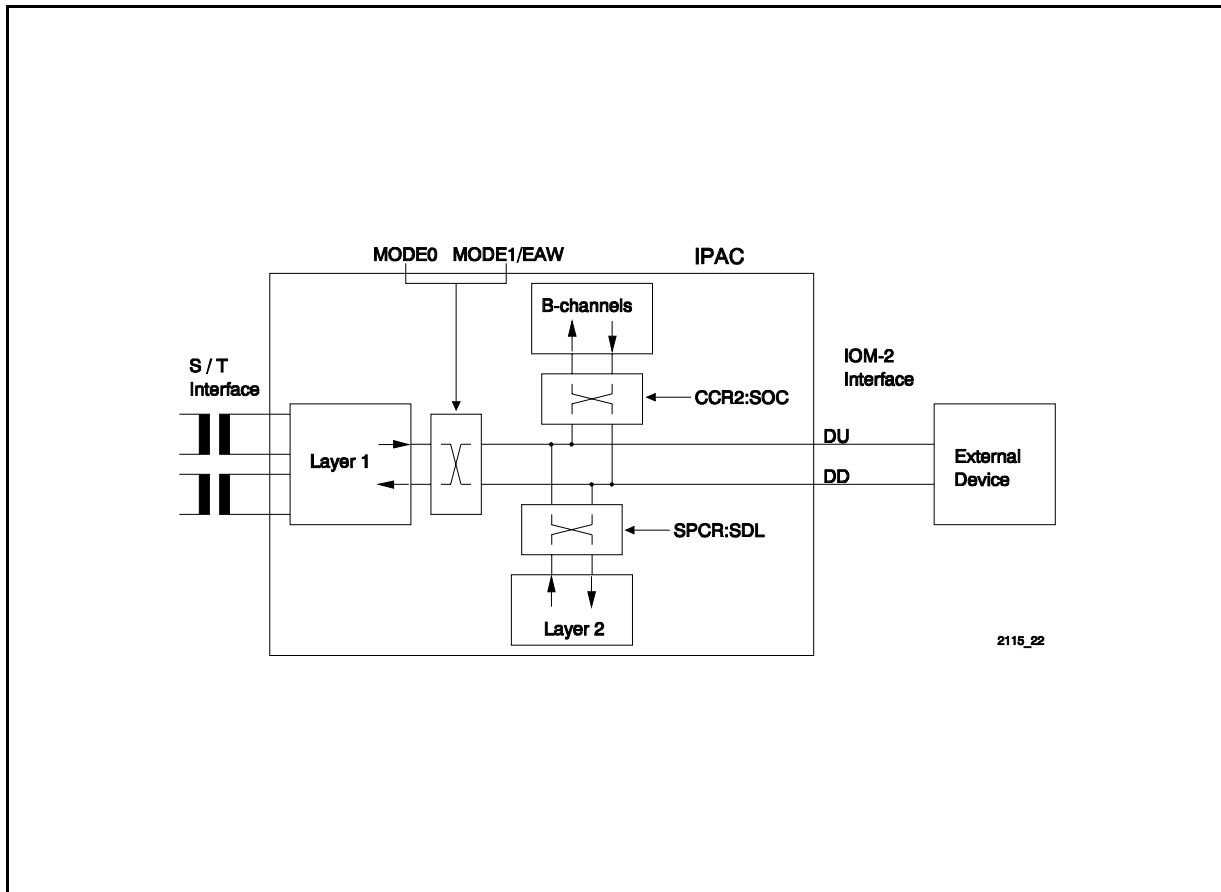 MODE0 MODE1/EAW IPAC
B-channels
S / T
Interface
IOM-2
Interface
CCR2:SOC
Layer 1
DU
DD
External
Device
SPCR:SDL
Layer 2
2115_22